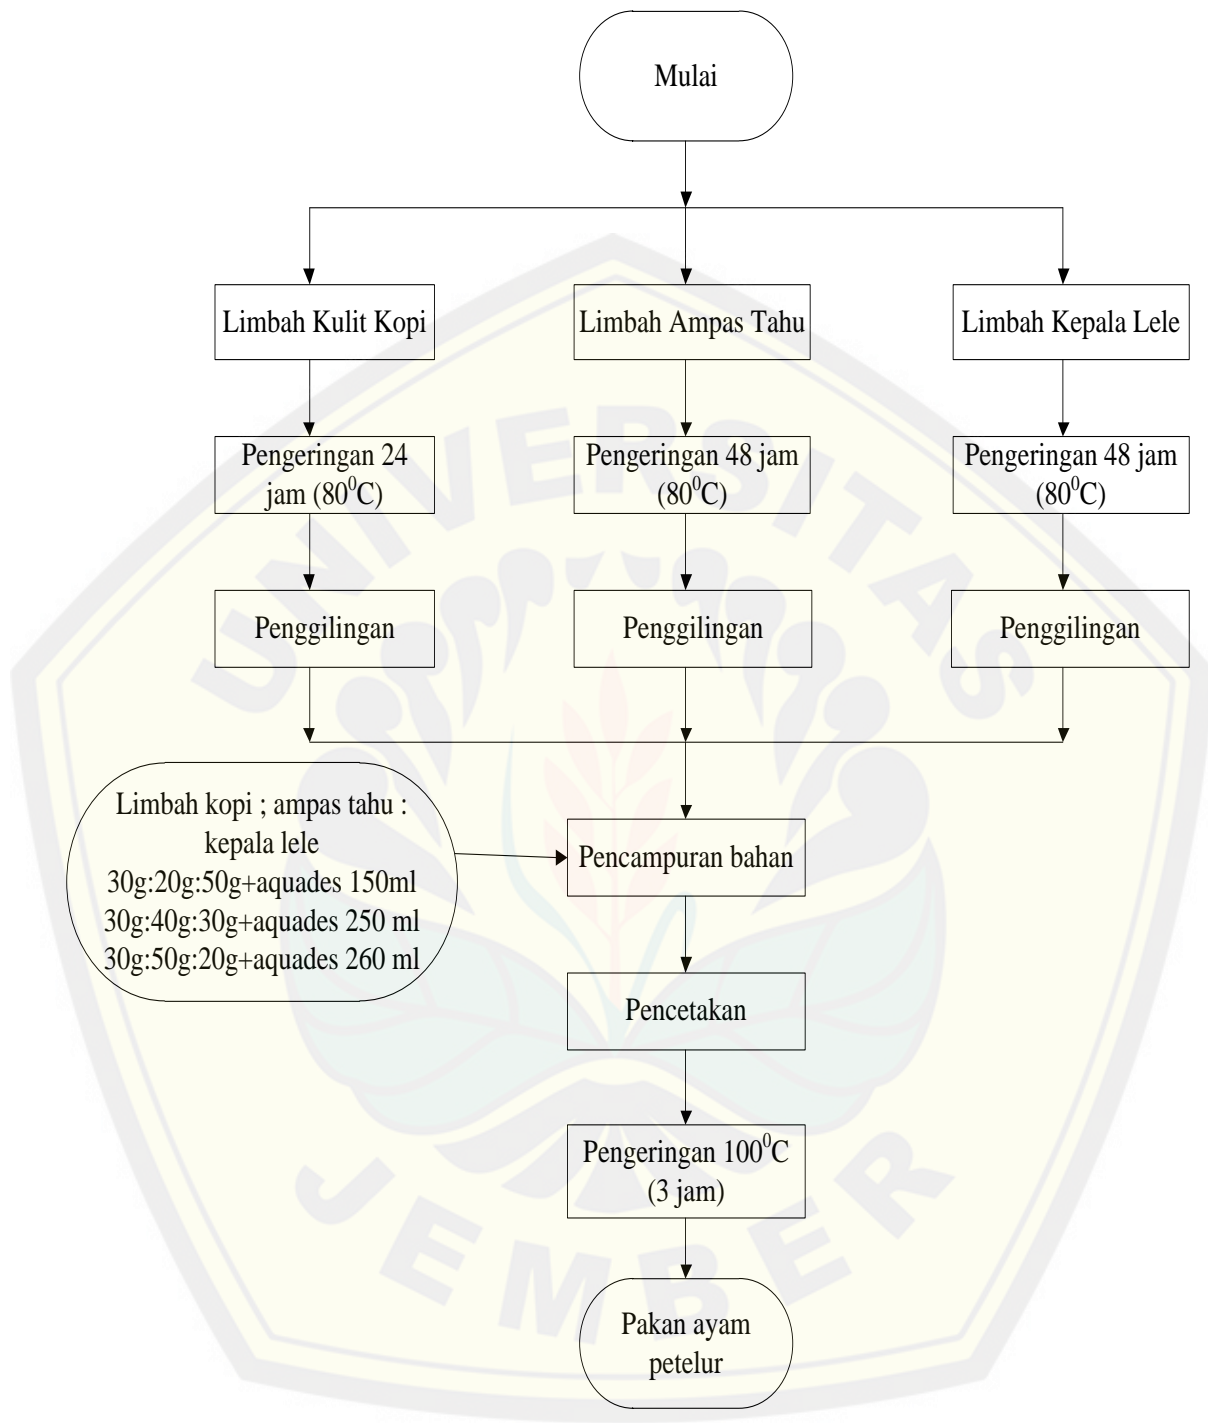 Mulai
Limbah Kulit Kopi
Limbah Ampas Tahu
Limbah Kepala Lele
Pengeringan 24
jam (80⁰C)
Pengeringan 48 jam
(80⁰C)
Pengeringan 48 jam
(80⁰C)
Penggilingan
Penggilingan
Penggilingan
Limbah kopi ; ampas tahu :
kepala lele
30g:20g:50g+aquades 150ml
30g:40g:30g+aquades 250 ml
30g:50g:20g+aquades 260 ml
Pencampuran bahan
Pencetakan
Pengeringan 100⁰C
(3 jam)
Pakan ayam
petelur
UNIVERSITAS
JEMBER